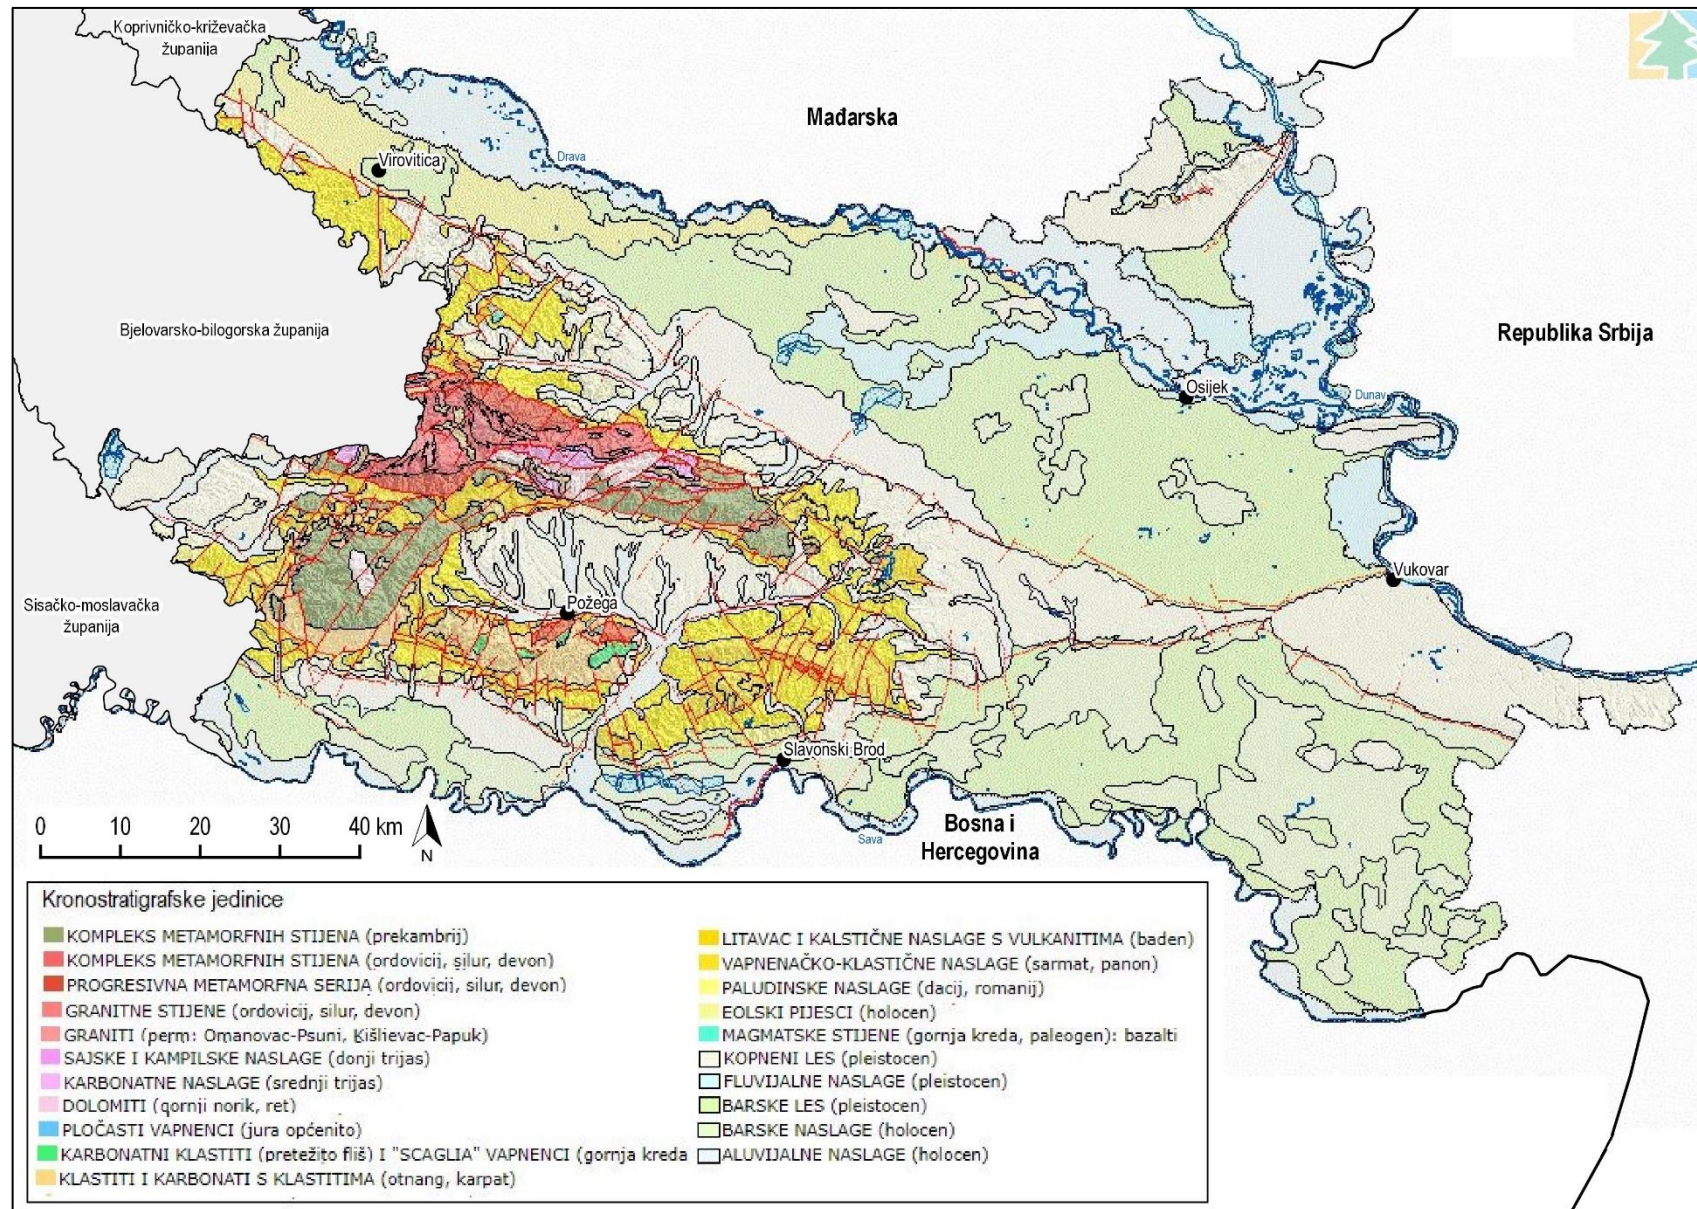 Koprivničko-križevačka
županija
Mađarska
Virovitica
Drava
Republika Srbija
Bjelovarsko-bilogorska županija
Osijek
Dunav
Vukovar
Sisačko-moslavačka
županija
Požega
Slavonski Brod
Bosna i
Hercegovina
Sava
0 10 20 30 40 km
N
Kronostratigrafske jedinice
KOMPLEKS METAMORFNIH STIJENA (prekambrij)
KOMPLEKS METAMORFNIH STIJENA (ordovicij, silur, devon)
PROGRESIVNA METAMORFNA SERIJA (ordovicij, silur, devon)
GRANITNE STIJENE (ordovicij, silur, devon)
GRANITI (perm: Omanovac-Psunj, Kišlievac-Papuk)
SAJSKE I KAMPILSKE NASLAGE (donji trijas)
KARBONATNE NASLAGE (srednji trijas)
DOLOMITI (gornji norik, ret)
PLOČASTI VAPNENCI (jura općenito)
KARBONATNI KLASTITI (pretežito fliš) I "SCAGLIA" VAPNENCI (gornja kreda
KLASTITI I KARBONATI S KLASTITIMA (otnang, karpat)
LITAVAC I KALSTIČNE NASLAGE S VULKANITIMA (baden)
VAPNENAČKO-KLASTIČNE NASLAGE (sarmat, panon)
PALUDINSKE NASLAGE (dacij, romanij)
EOLSKI PIJESCI (holocen)
MAGMATSKE STIJENE (gornja kreda, paleogen): bazalti
KOPNENI LES (pleistocen)
FLUVIJALNE NASLAGE (pleistocen)
BARSKE LES (pleistocen)
BARSKE NASLAGE (holocen)
ALUVIJALNE NASLAGE (holocen)